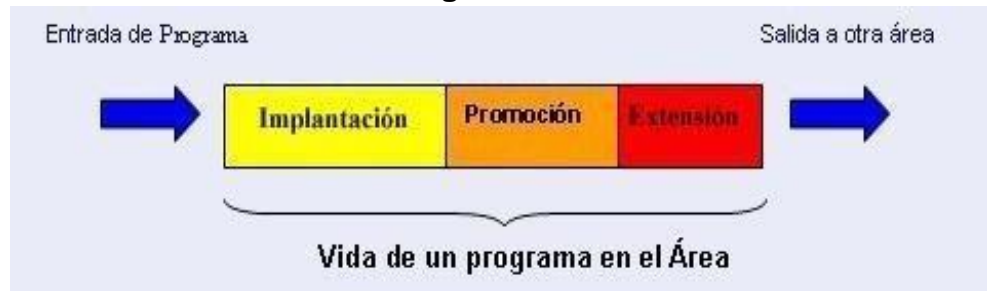 Entrada de Programa
Salida a otra área
Implantación
Promoción
Extensión
Vida de un programa en el Área